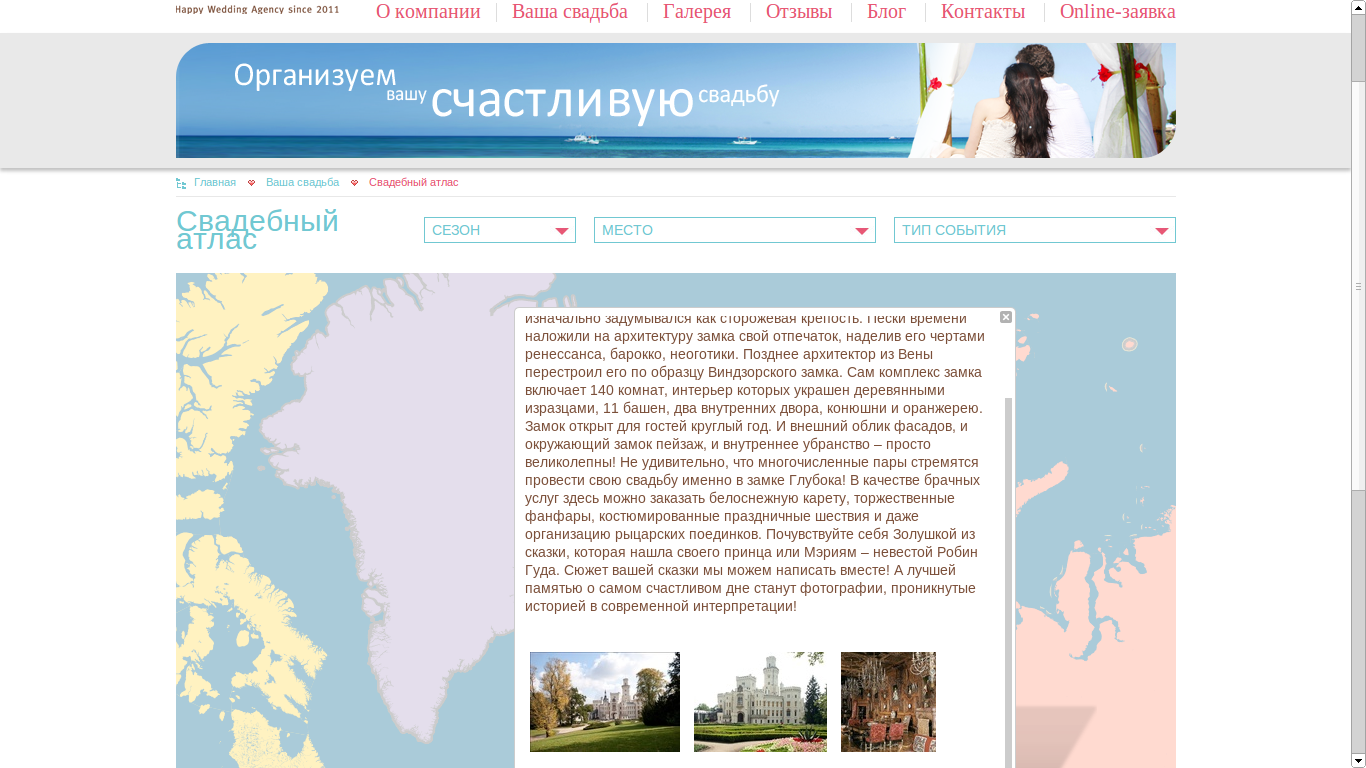 Happy Wedding Agency since 2011
О компании
Ваша свадьба
Галерея
Отзывы
Блог
Контакты
Online-заявка
Организуем
вашу
счастливую
свадьбу
Главная
Ваша свадьба
Свадебный атлас
Свадебный
атлас
СЕЗОН
МЕСТО
ТИП СОБЫТИЯ
изначально задумывался как сторожевая крепость. Пески времени
наложили на архитектуру замка свой отпечаток, наделив его чертами
ренессанса, барокко, неоготики. Позднее архитектор из Вены
перестроил его по образцу Виндзорского замка. Сам комплекс замка
включает 140 комнат, интерьер которых украшен деревянными
изразцами, 11 башен, два внутренних двора, конюшни и оранжерею.
Замок открыт для гостей круглый год. И внешний облик фасадов, и
окружающий замок пейзаж, и внутреннее убранство – просто
великолепны! Не удивительно, что многочисленные пары стремятся
провести свою свадьбу именно в замке Глубока! В качестве брачных
услуг здесь можно заказать белоснежную карету, торжественные
фанфары, костюмированные праздничные шествия и даже
организацию рыцарских поединков. Почувствуйте себя Золушкой из
сказки, которая нашла своего принца или Мэриям – невестой Робин
Гуда. Сюжет вашей сказки мы можем написать вместе! А лучшей
памятью о самом счастливом дне станут фотографии, проникнутые
историей в современной интерпретации!